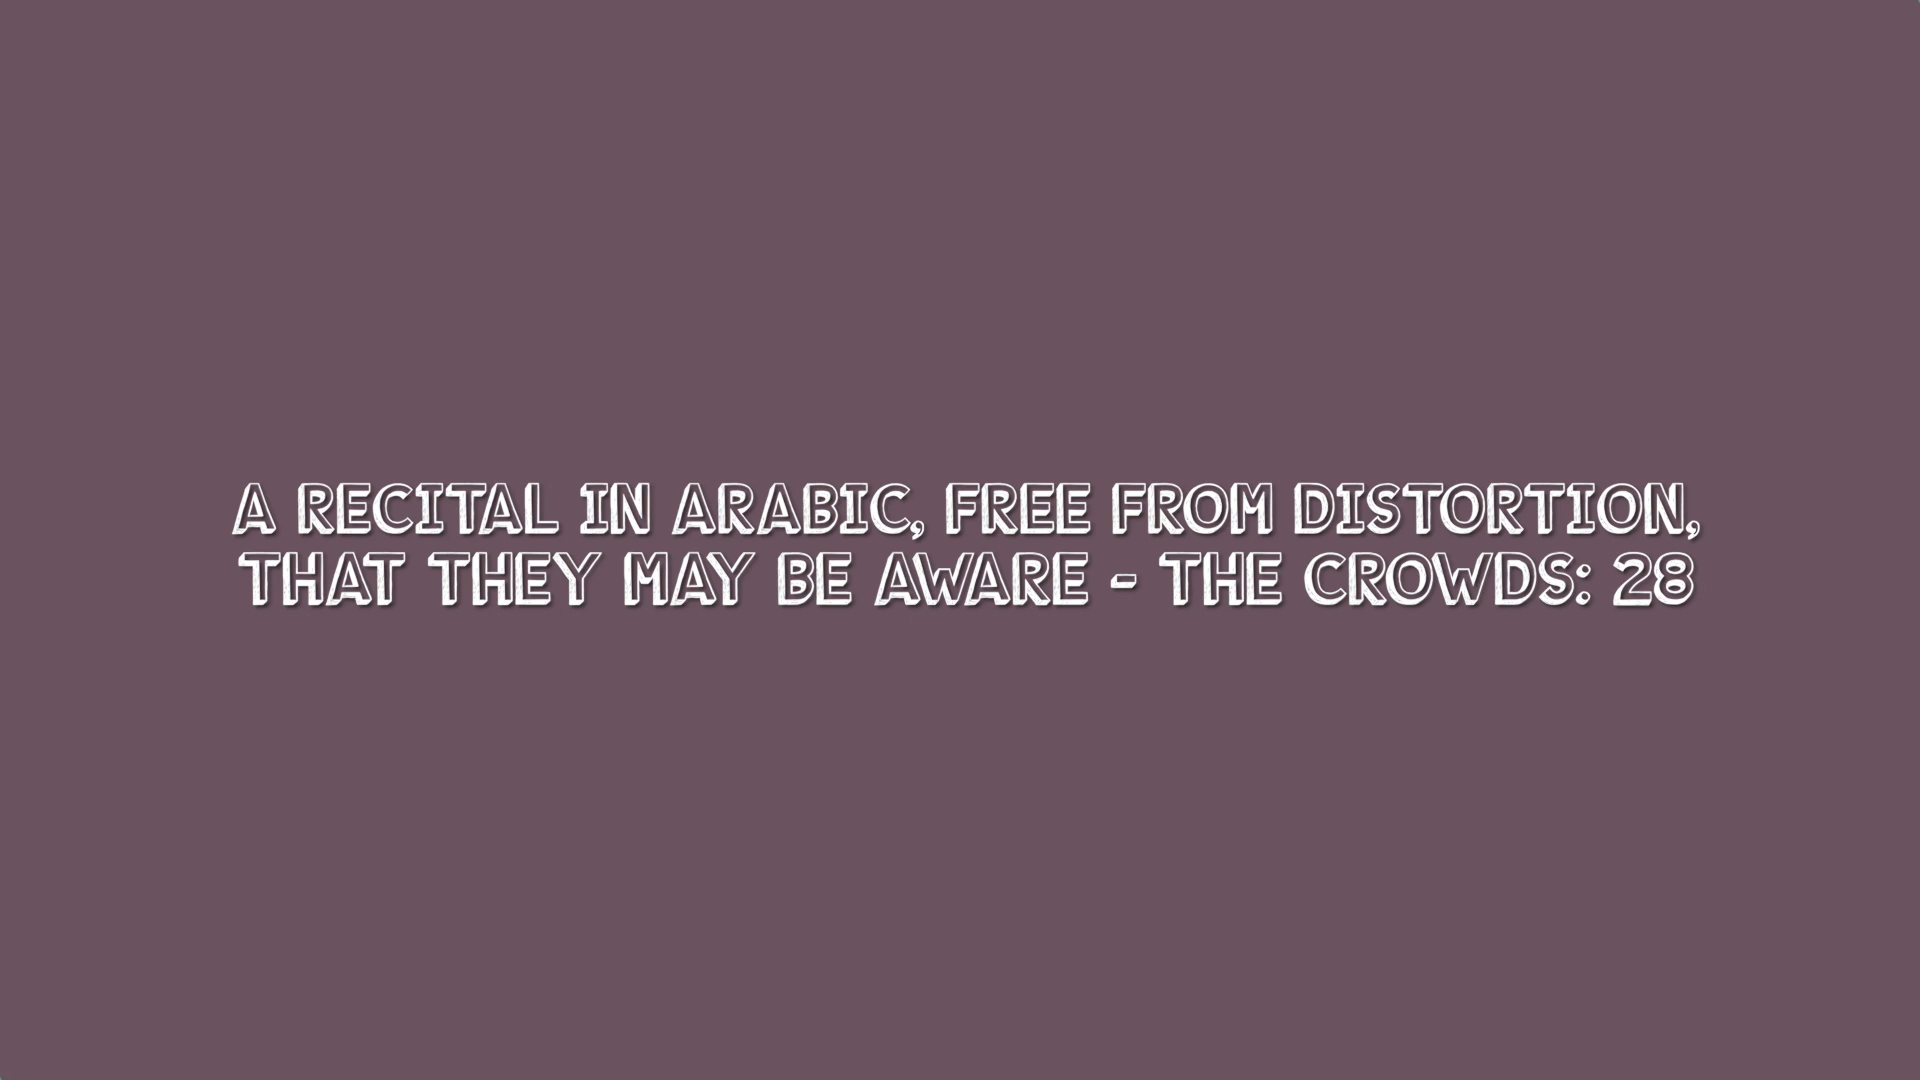 A RECITAL IN ARABIC, FREE FROM DISTORTION,
THAT THEY MAY BE AWARE - THE CROWDS: 28